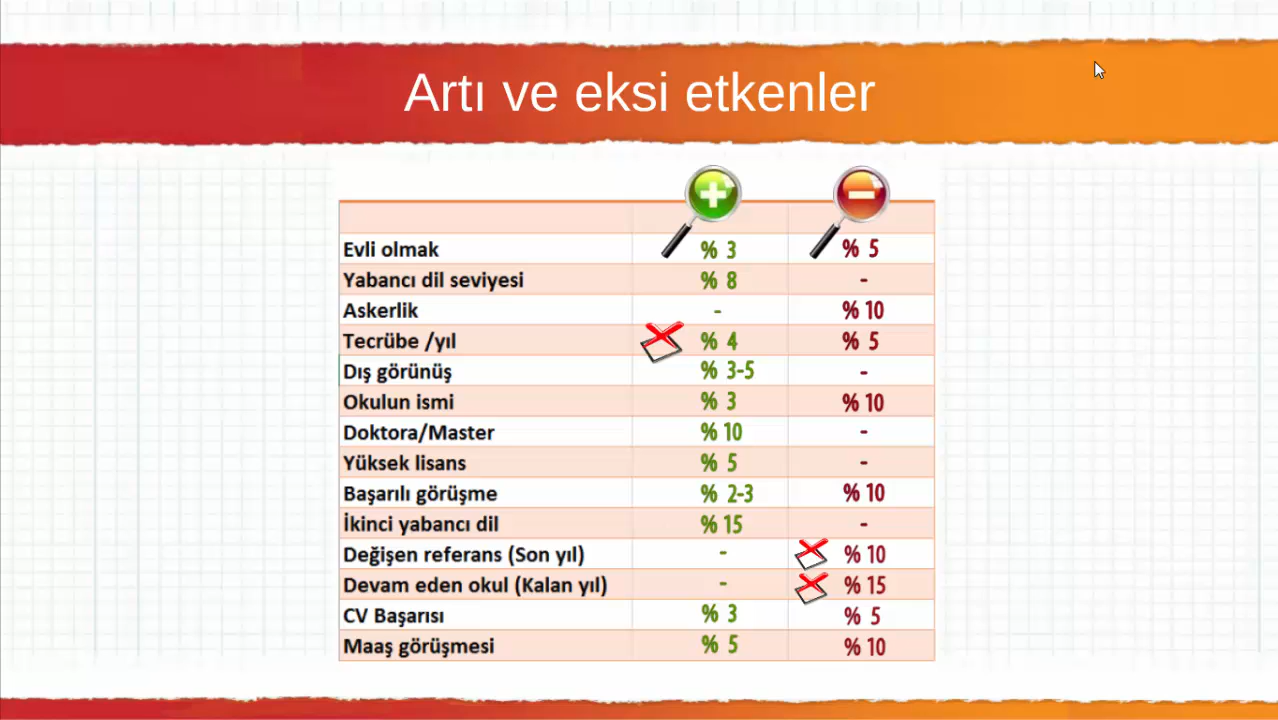 Artı ve eksi etkenler
Evli olmak % 3 % 5
Yabancı dil seviyesi % 8 -
Askerlik - % 10
Tecrübe /yıl % 4 % 5
Dış görünüş % 3-5 -
Okulun ismi % 3 % 10
Doktora/Master % 10 -
Yüksek lisans % 5 -
Başarılı görüşme % 2-3 % 10
İkinci yabancı dil % 15 -
Değişen referans (Son yıl) - % 10
Devam eden okul (Kalan yıl) - % 15
CV Başarısı % 3 % 5
Maaş görüşmesi % 5 % 10